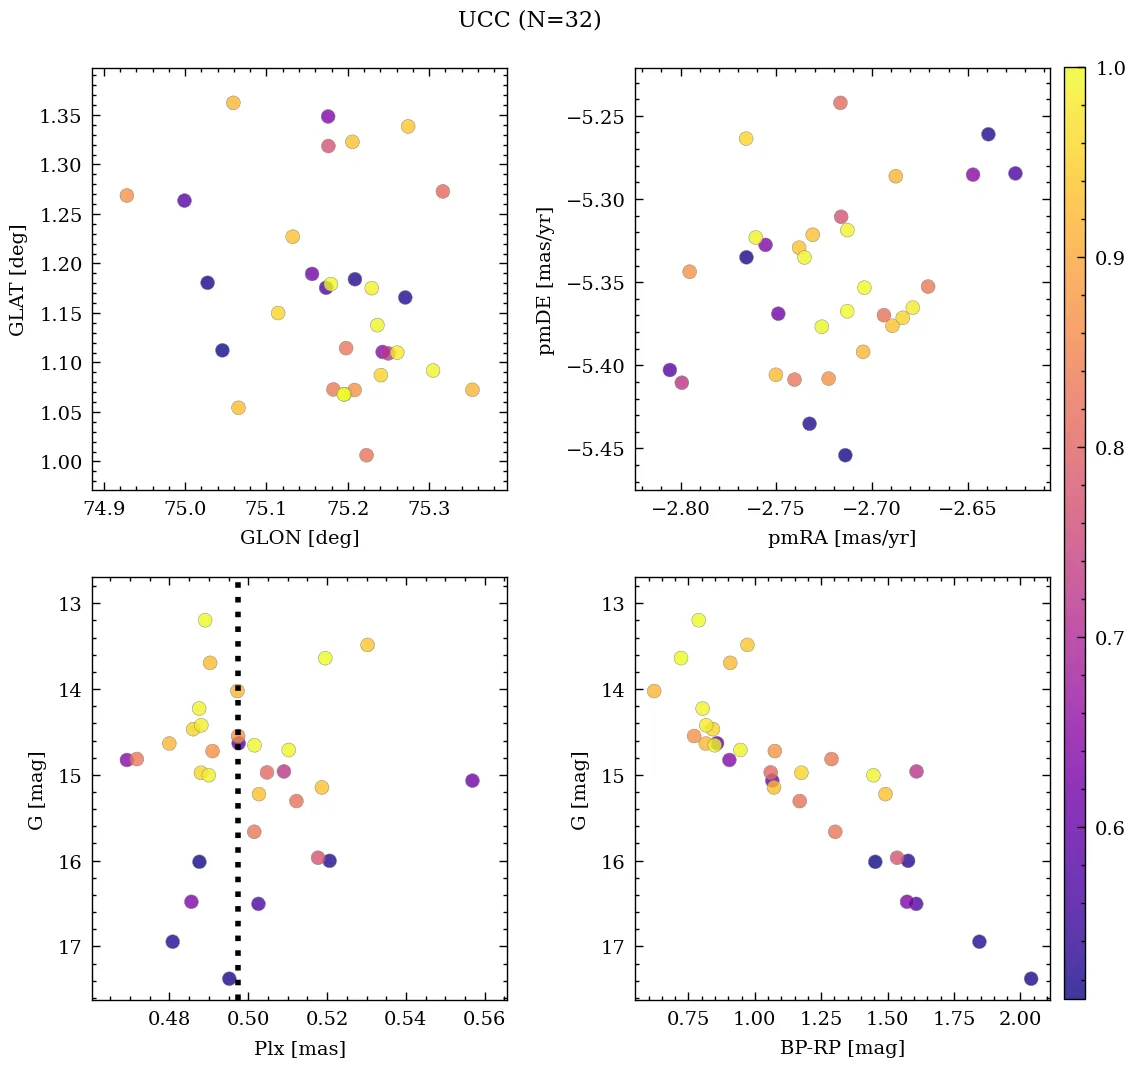 UCC (N=32)
1.35
1.30
1.25
1.20
1.15
1.10
1.05
1.00
GLAT [deg]
74.9 75.0 75.1 75.2 75.3
GLON [deg]
−5.25
−5.30
−5.35
−5.40
−5.45
pmDE [mas/yr]
−2.80 −2.75 −2.70 −2.65
pmRA [mas/yr]
1.0
0.9
0.8
0.7
0.6
13
14
15
16
17
G [mag]
0.48 0.50 0.52 0.54 0.56
Plx [mas]
13
14
15
16
17
G [mag]
0.75 1.00 1.25 1.50 1.75 2.00
BP-RP [mag]